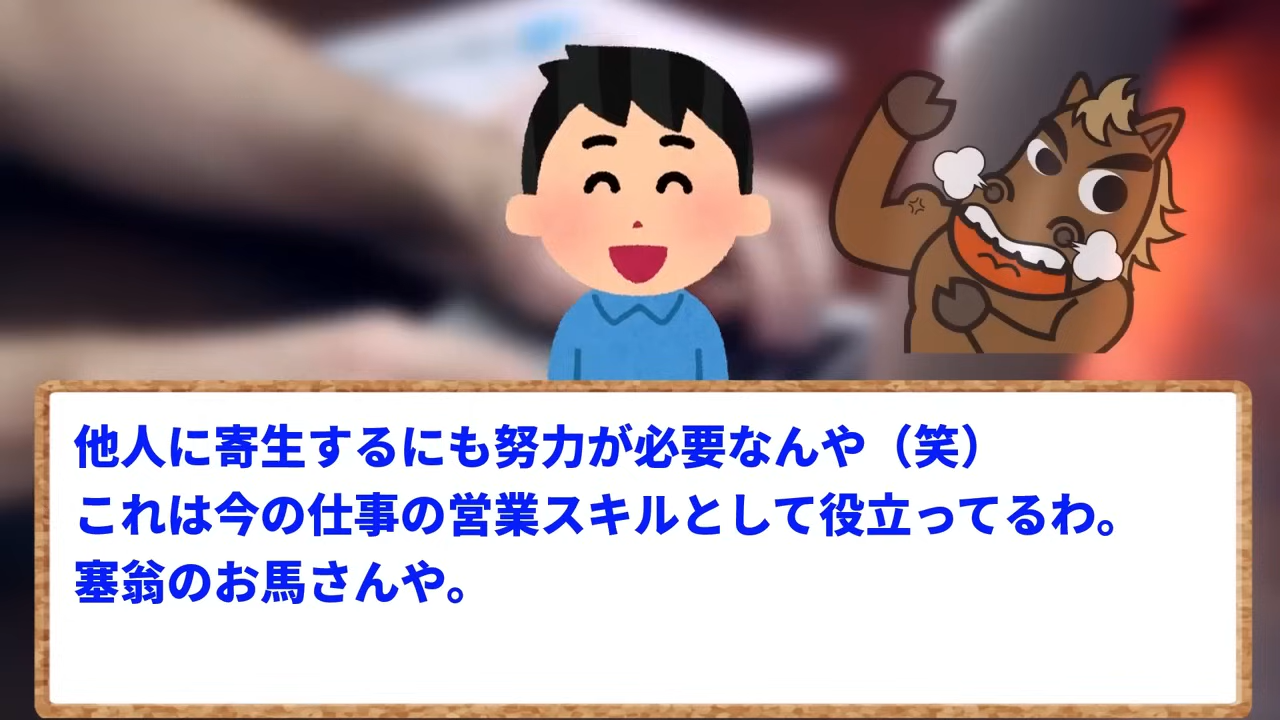 他人に寄生するにも努力が必要なんや（笑）
これは今の仕事の営業スキルとして役立ってるわ。
塞翁のお馬さんや。